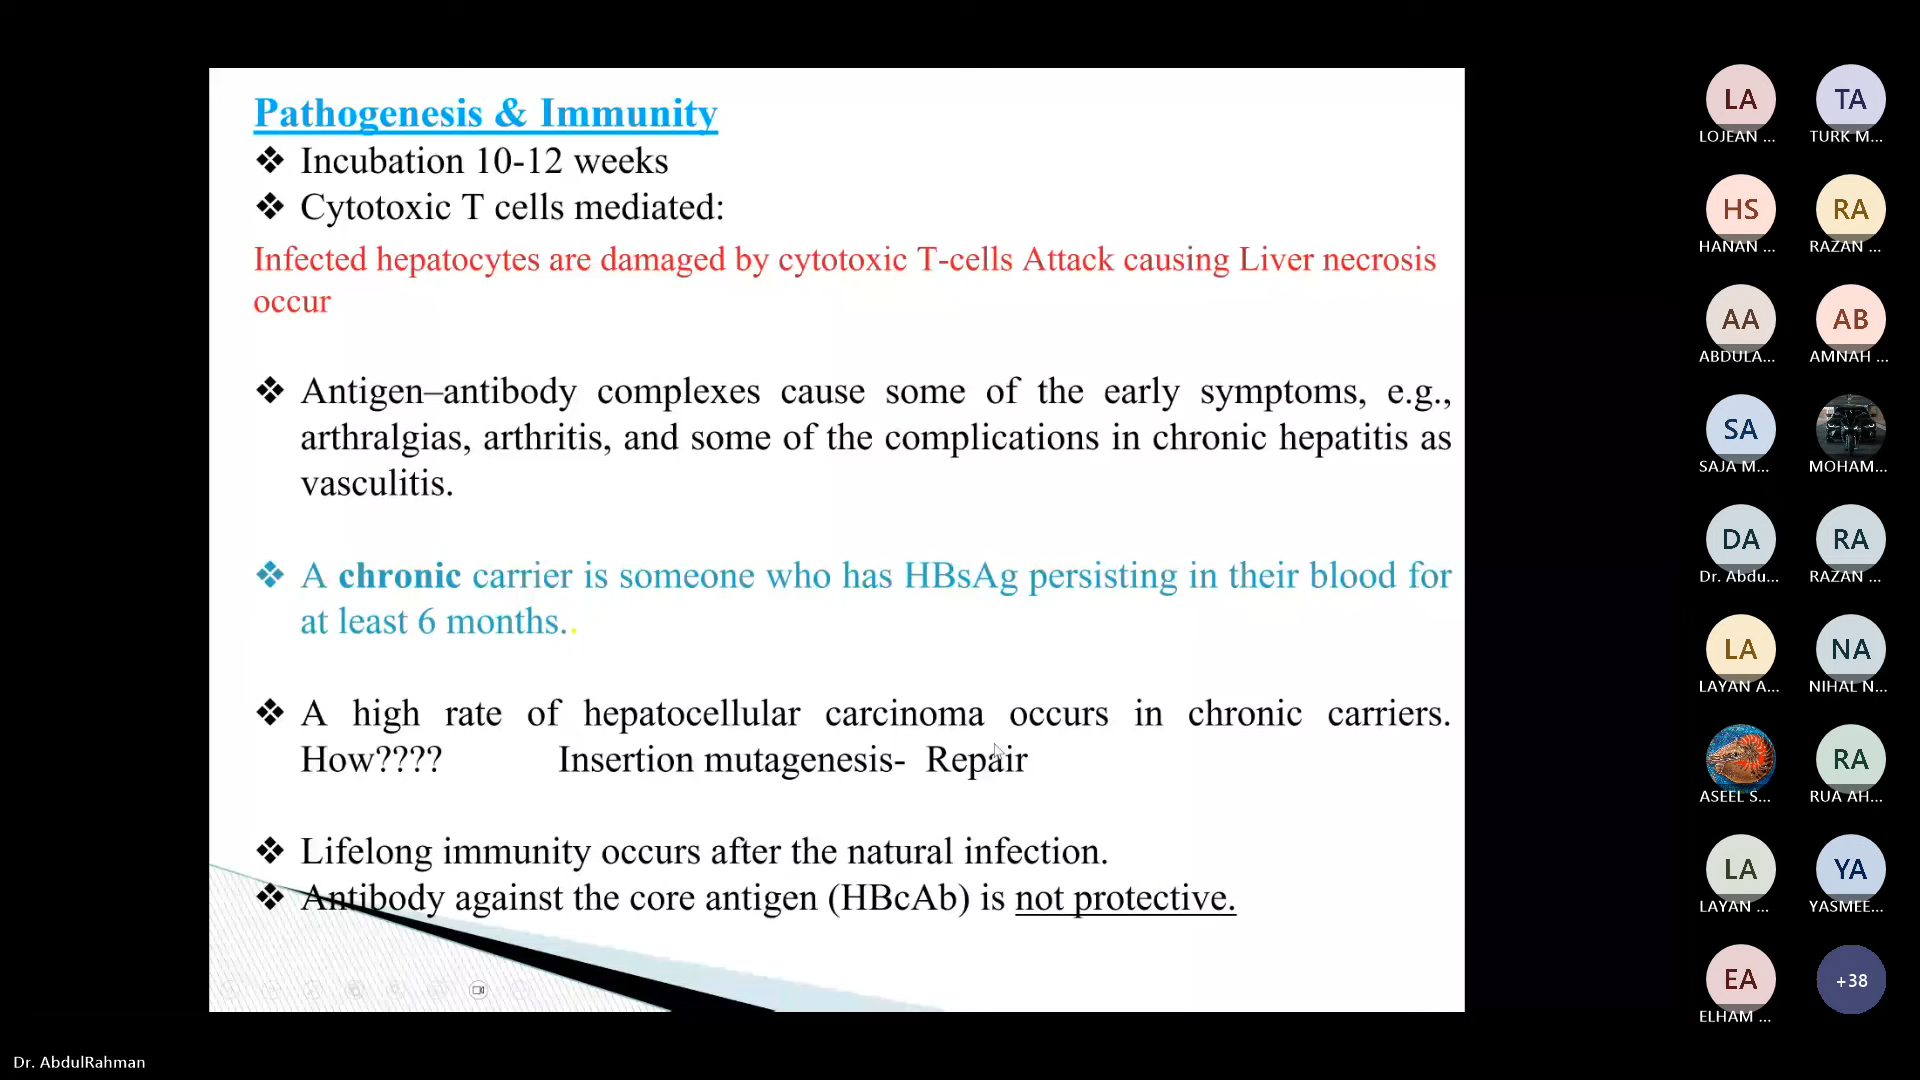 Pathogenesis & Immunity
❖ Incubation 10-12 weeks
❖ Cytotoxic T cells mediated:
Infected hepatocytes are damaged by cytotoxic T-cells Attack causing Liver necrosis
occur
❖ Antigen–antibody complexes cause some of the early symptoms, e.g.,
arthralgias, arthritis, and some of the complications in chronic hepatitis as
vasculitis.
❖ A chronic carrier is someone who has HBsAg persisting in their blood for
at least 6 months..
❖ A high rate of hepatocellular carcinoma occurs in chronic carriers.
How???? Insertion mutagenesis- Repair
❖ Lifelong immunity occurs after the natural infection.
❖ Antibody against the core antigen (HBcAb) is not protective.
LA TA
LOJEAN ... TURK M...
HS RA
HANAN ... RAZAN ...
AA AB
ABDULA... AMNAH ...
SA
SAJA M... MOHAM...
DA RA
Dr. Abdu... RAZAN ...
LA NA
LAYAN A... NIHAL N...
RA
ASEEL S... RUA AH...
LA YA
LAYAN ... YASMEE...
EA +38
ELHAM ...
Dr. AbdulRahman